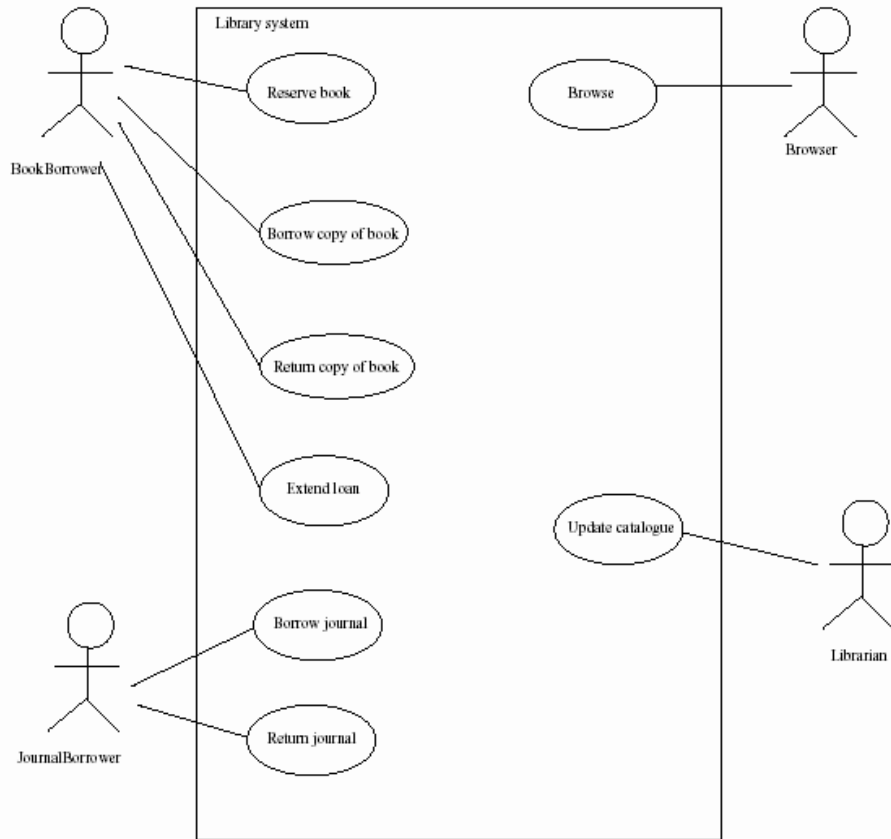 Library system
Reserve book
Browse
BookBorrower
Browser
Borrow copy of book
Return copy of book
Extend loan
Update catalogue
Borrow journal
Librarian
Return journal
JournalBorrower